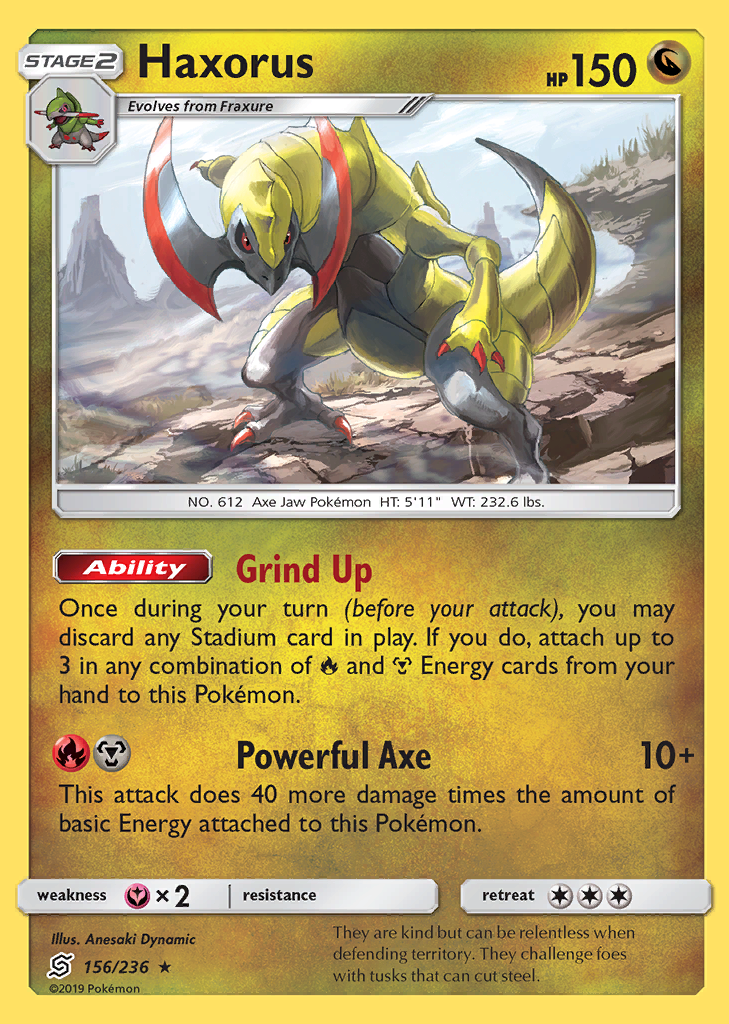 STAGE2
Haxorus
HP150
Evolves from Fraxure
NO. 612 Axe Jaw Pokémon HT: 5'11" WT: 232.6 lbs.
Ability Grind Up
Once during your turn (before your attack), you may
discard any Stadium card in play. If you do, attach up to
3 in any combination of and Energy cards from your
hand to this Pokémon.
Powerful Axe 10+
This attack does 40 more damage times the amount of
basic Energy attached to this Pokémon.
weakness × 2 resistance retreat
Illus. Anesaki Dynamic
156/236
©2019 Pokémon
They are kind but can be relentless when
defending territory. They challenge foes
with tusks that can cut steel.